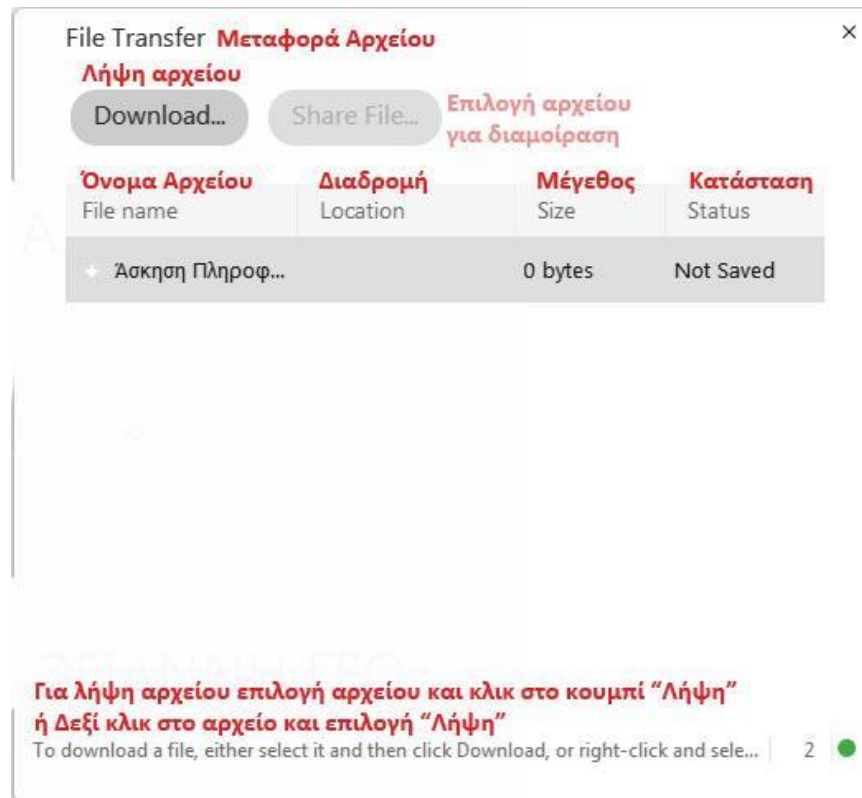 File Transfer Μεταφορά Αρχείου
Λήψη αρχείου
Download... Share File... Επιλογή αρχείου
για διαμοίραση
Όνομα Αρχείου Διαδρομή Μέγεθος Κατάσταση
File name Location Size Status
Άσκηση Πληροφ... 0 bytes Not Saved
Για λήψη αρχείου επιλογή αρχείου και κλικ στο κουμπί “Λήψη”
ή Δεξί κλικ στο αρχείο και επιλογή “Λήψη”
To download a file, either select it and then click Download, or right-click and sele... 2